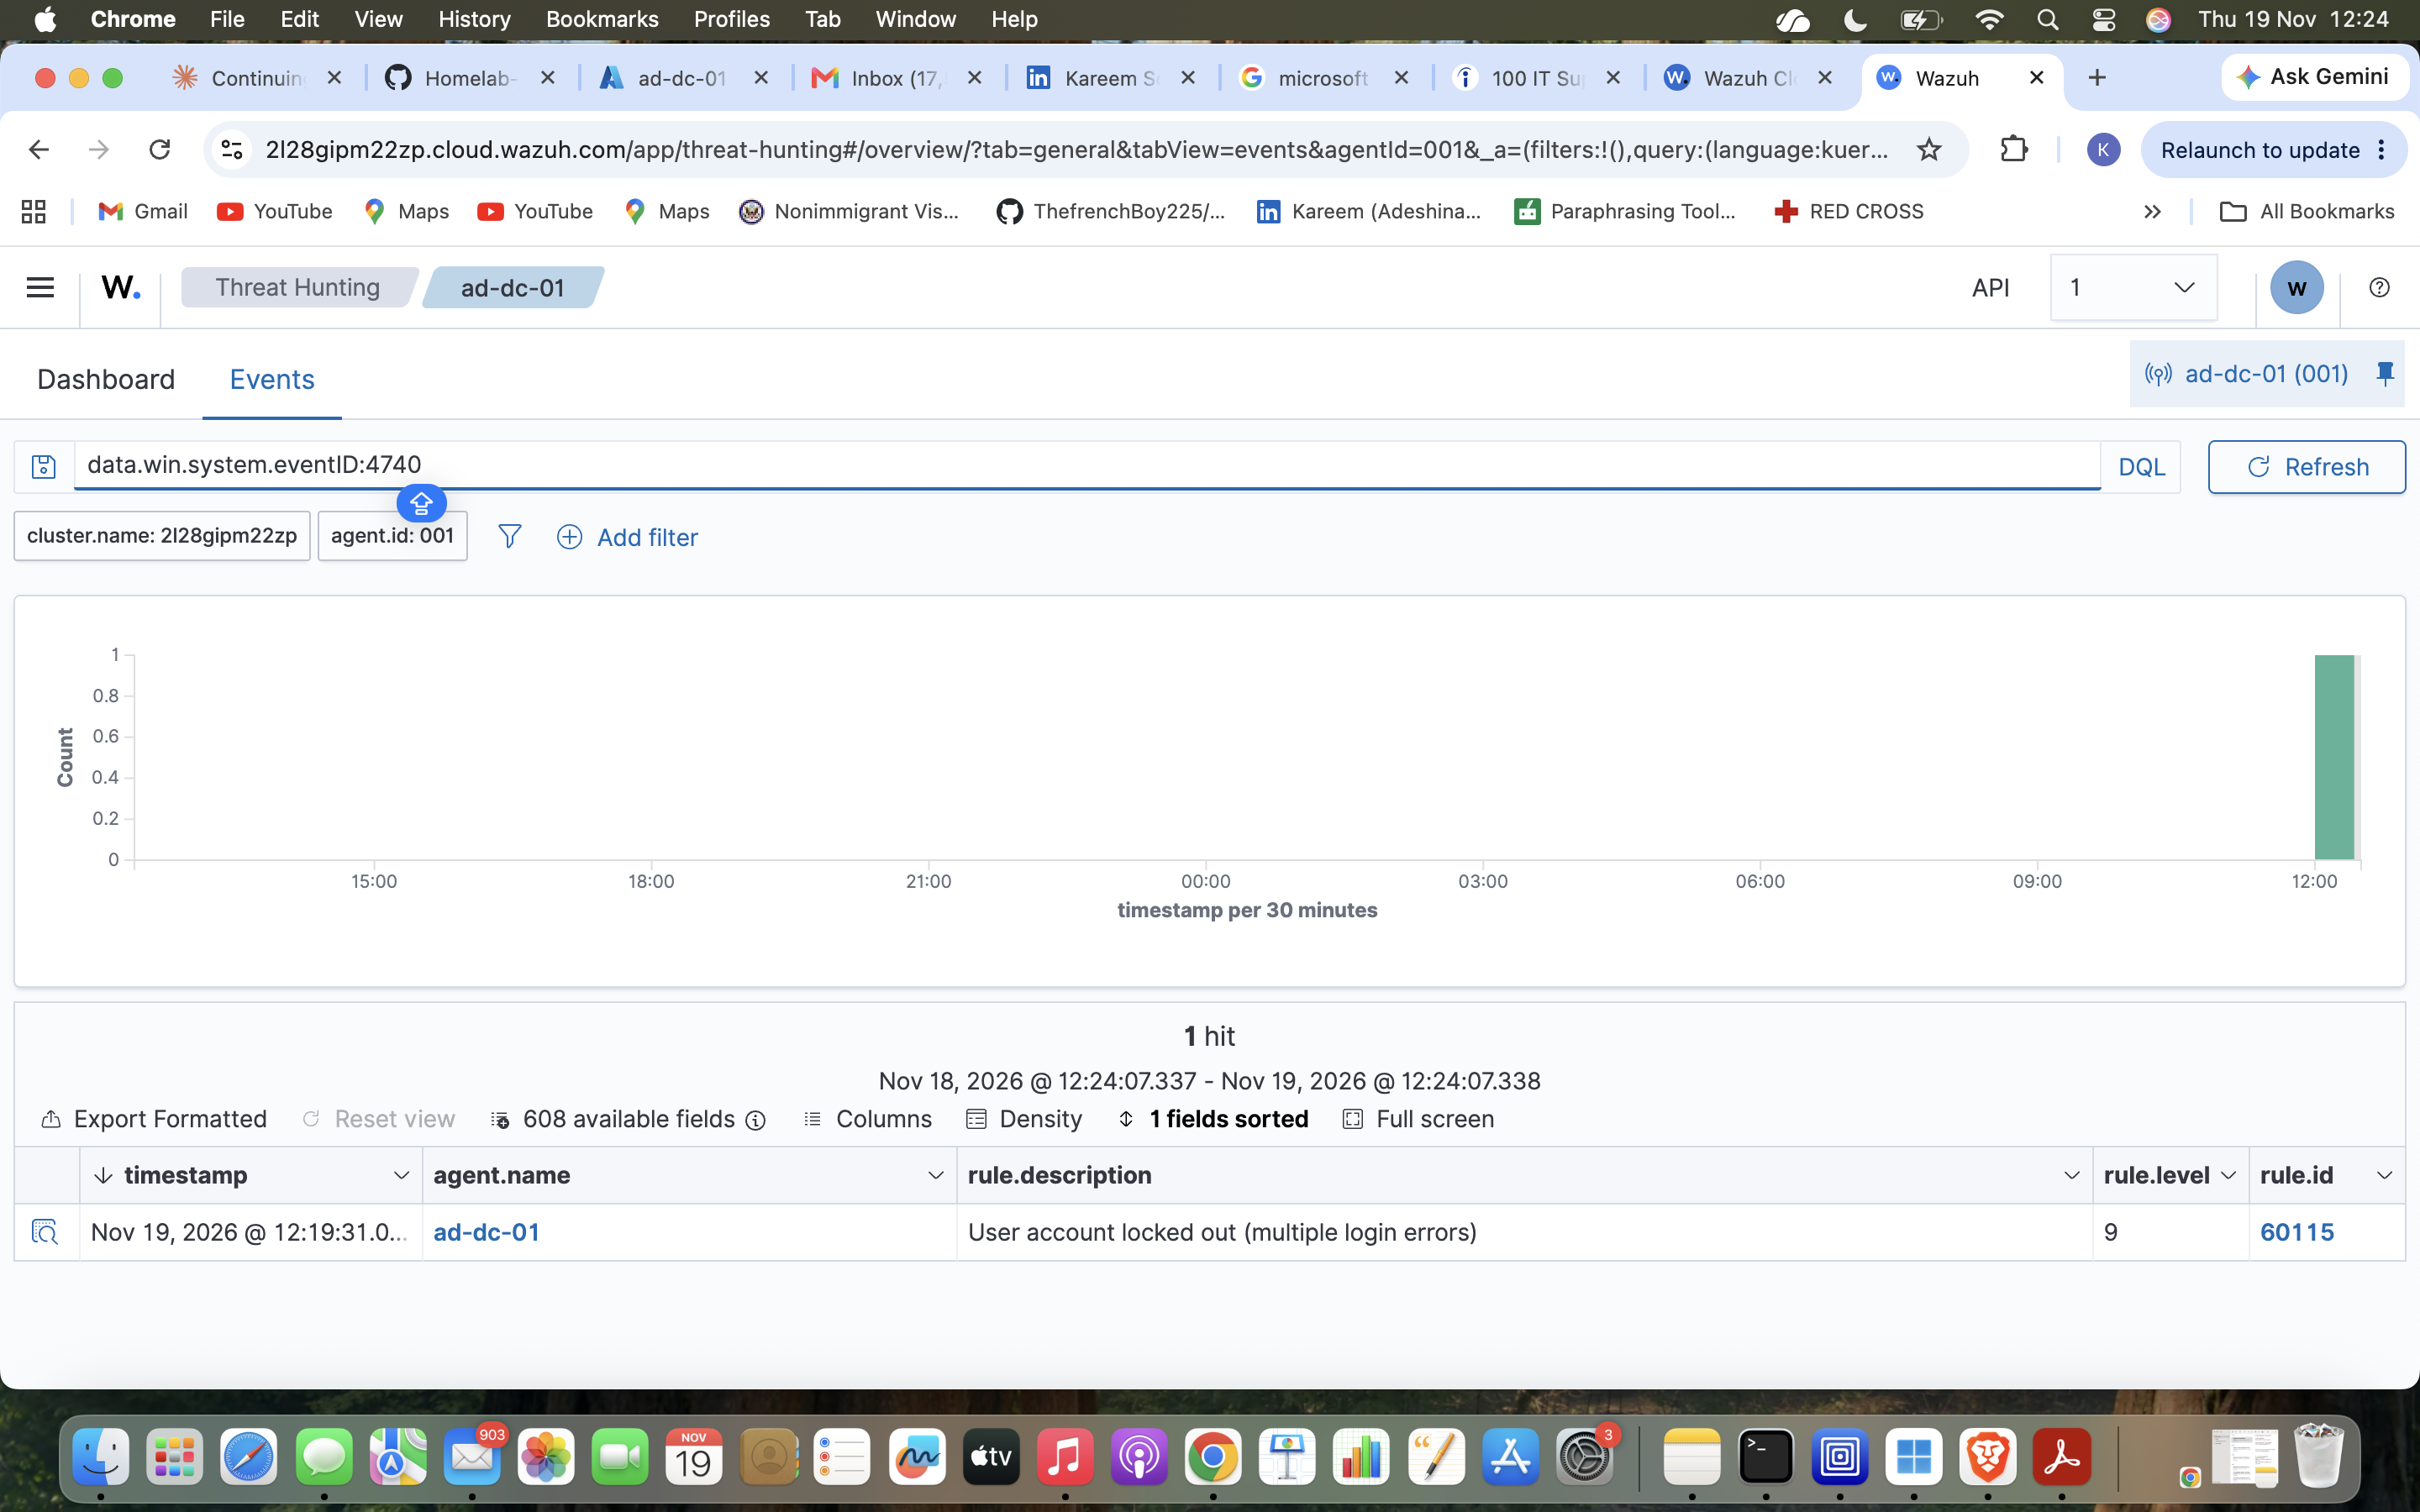 Chrome File Edit View History Bookmarks Profiles Tab Window Help Thu 19 Nov 12:24
Continuin Homelab- ad-dc-01 Inbox (17, Kareem S microsoft 100 IT Su Wazuh Cl Wazuh Ask Gemini
2l28gipm22zp.cloud.wazuh.com/app/threat-hunting#/overview/?tab=general&tabView=events&agentId=001&_a=(filters:!(),query:(language:kuer... K Relaunch to update
Gmail YouTube Maps YouTube Maps Nonimmigrant Vis... ThefrenchBoy225/... Kareem (Adeshina... Paraphrasing Tool... RED CROSS All Bookmarks
W. Threat Hunting ad-dc-01 API 1 W
Dashboard Events ad-dc-01 (001)
data.win.system.eventID:4740 DQL Refresh
cluster.name: 2l28gipm22zp agent.id: 001 Add filter
1
0.8
0.6
0.4
0.2
0
Count
15:00 18:00 21:00 00:00 03:00 06:00 09:00 12:00
timestamp per 30 minutes
1 hit
Nov 18, 2026 @ 12:24:07.337 - Nov 19, 2026 @ 12:24:07.338
Export Formatted Reset view 608 available fields Columns Density 1 fields sorted Full screen
timestamp agent.name rule.description rule.level rule.id
Nov 19, 2026 @ 12:19:31.0... ad-dc-01 User account locked out (multiple login errors) 9 60115
903
NOV
19
tv
3